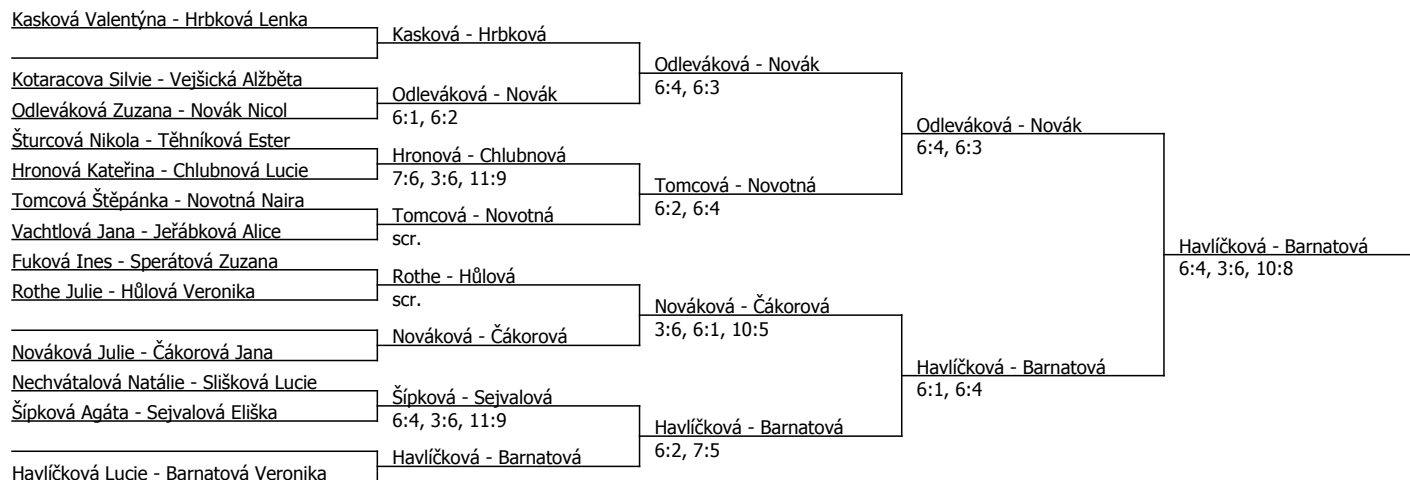 Kasková Valentýna - Hrbková Lenka
Kotaracova Silvie - Vejšická Alžběta
Odleváková Zuzana - Novák Nicol
Šturcová Nikola - Těhníková Ester
Hronová Kateřina - Chlubnová Lucie
Tomcová Štěpánka - Novotná Naira
Vachtlová Jana - Jeřábková Alice
Fuková Ines - Sperátová Zuzana
Rothe Julie - Hůlová Veronika
Nováková Julie - Čákorová Jana
Nechvátalová Natálie - Slišková Lucie
Šípková Agáta - Sejvalová Eliška
Havlíčková Lucie - Barnatová Veronika
Kasková - Hrbková
Odleváková - Novák
6:1, 6:2
Hronová - Chlubnová
7:6, 3:6, 11:9
Tomcová - Novotná
scr.
Rothe - Hůlová
scr.
Nováková - Čákorová
Šípková - Sejvalová
6:4, 3:6, 11:9
Havlíčková - Barnatová
Odleváková - Novák
6:4, 6:3
Tomcová - Novotná
6:2, 6:4
Nováková - Čákorová
3:6, 6:1, 10:5
Havlíčková - Barnatová
6:2, 7:5
Odleváková - Novák
6:4, 6:3
Havlíčková - Barnatová
6:1, 6:4
Havlíčková - Barnatová
6:4, 3:6, 10:8